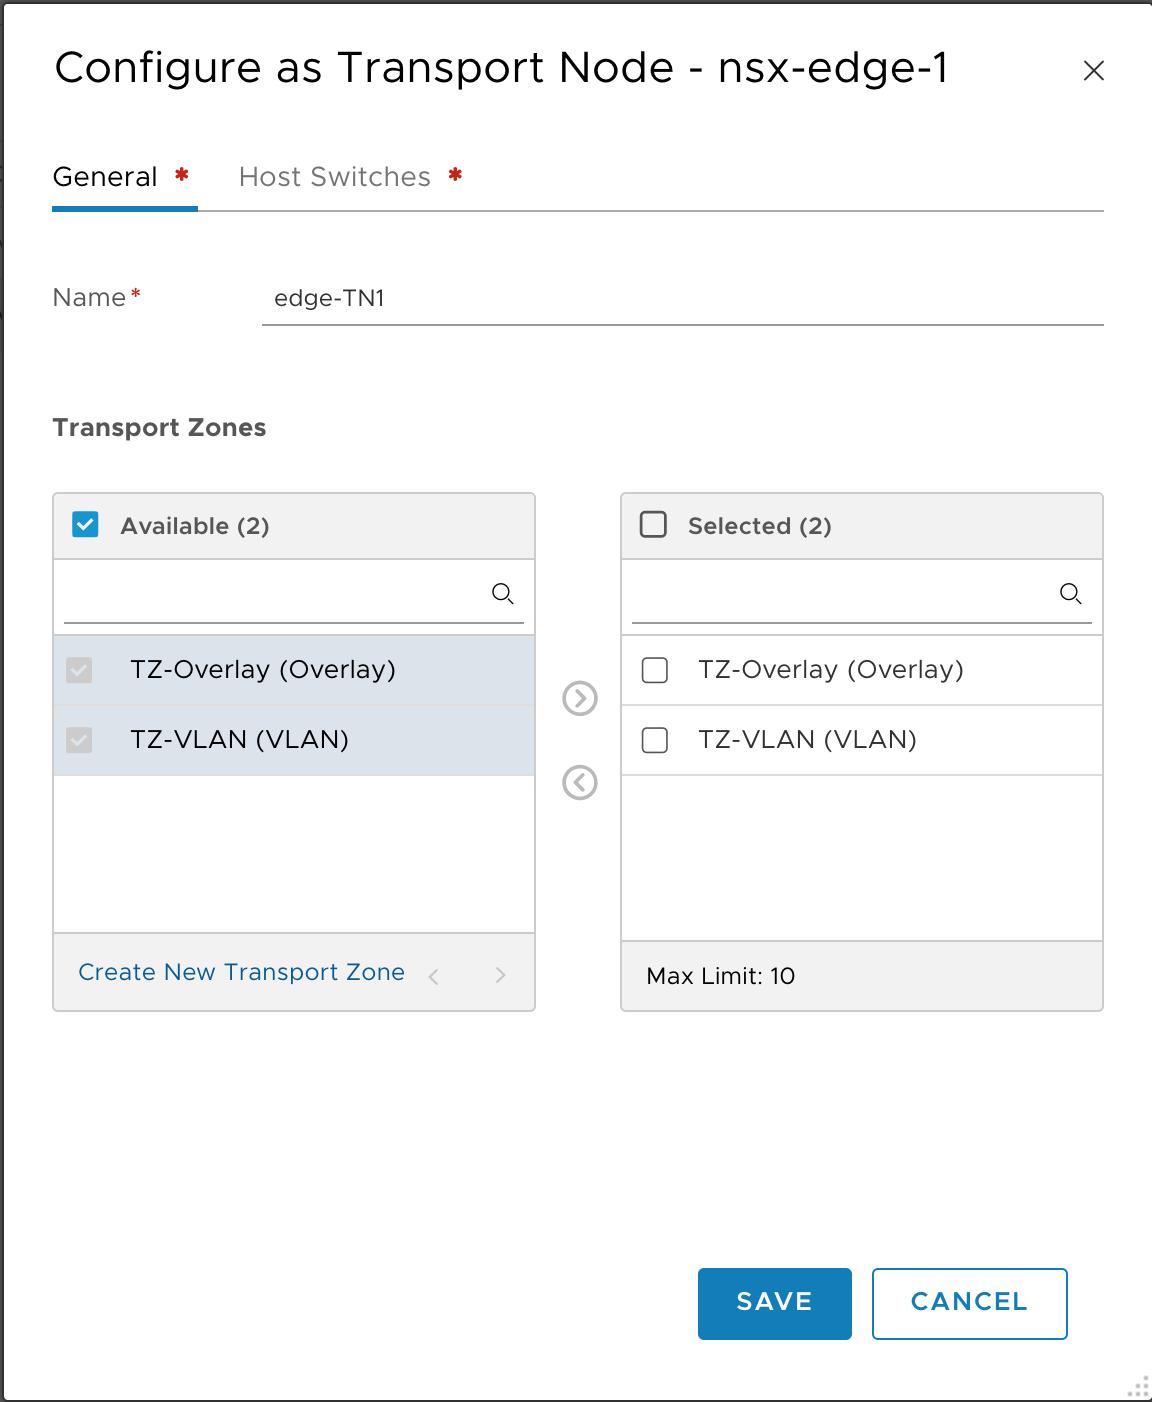 Configure as Transport Node - nsx-edge-1
General * Host Switches *
Name* edge-TN1
Transport Zones
Available (2)
TZ-Overlay (Overlay)
TZ-VLAN (VLAN)
Create New Transport Zone
Selected (2)
TZ-Overlay (Overlay)
TZ-VLAN (VLAN)
Max Limit: 10
SAVE CANCEL